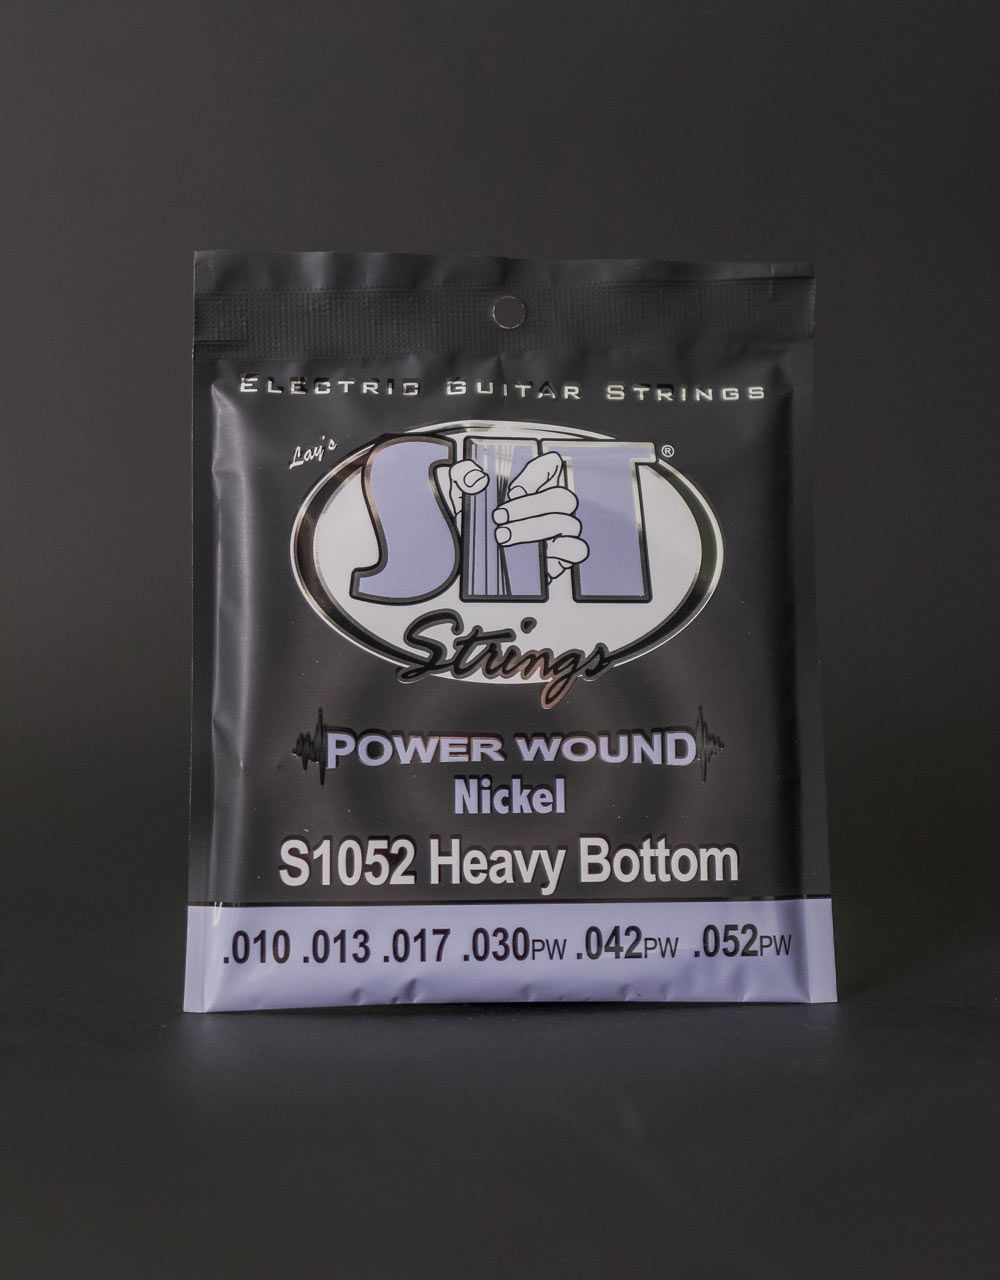 Electric Guitar Strings
Lay's
SIT®
Strings
POWER WOUND
Nickel
S1052 Heavy Bottom
.010 .013 .017 .030PW .042PW .052PW